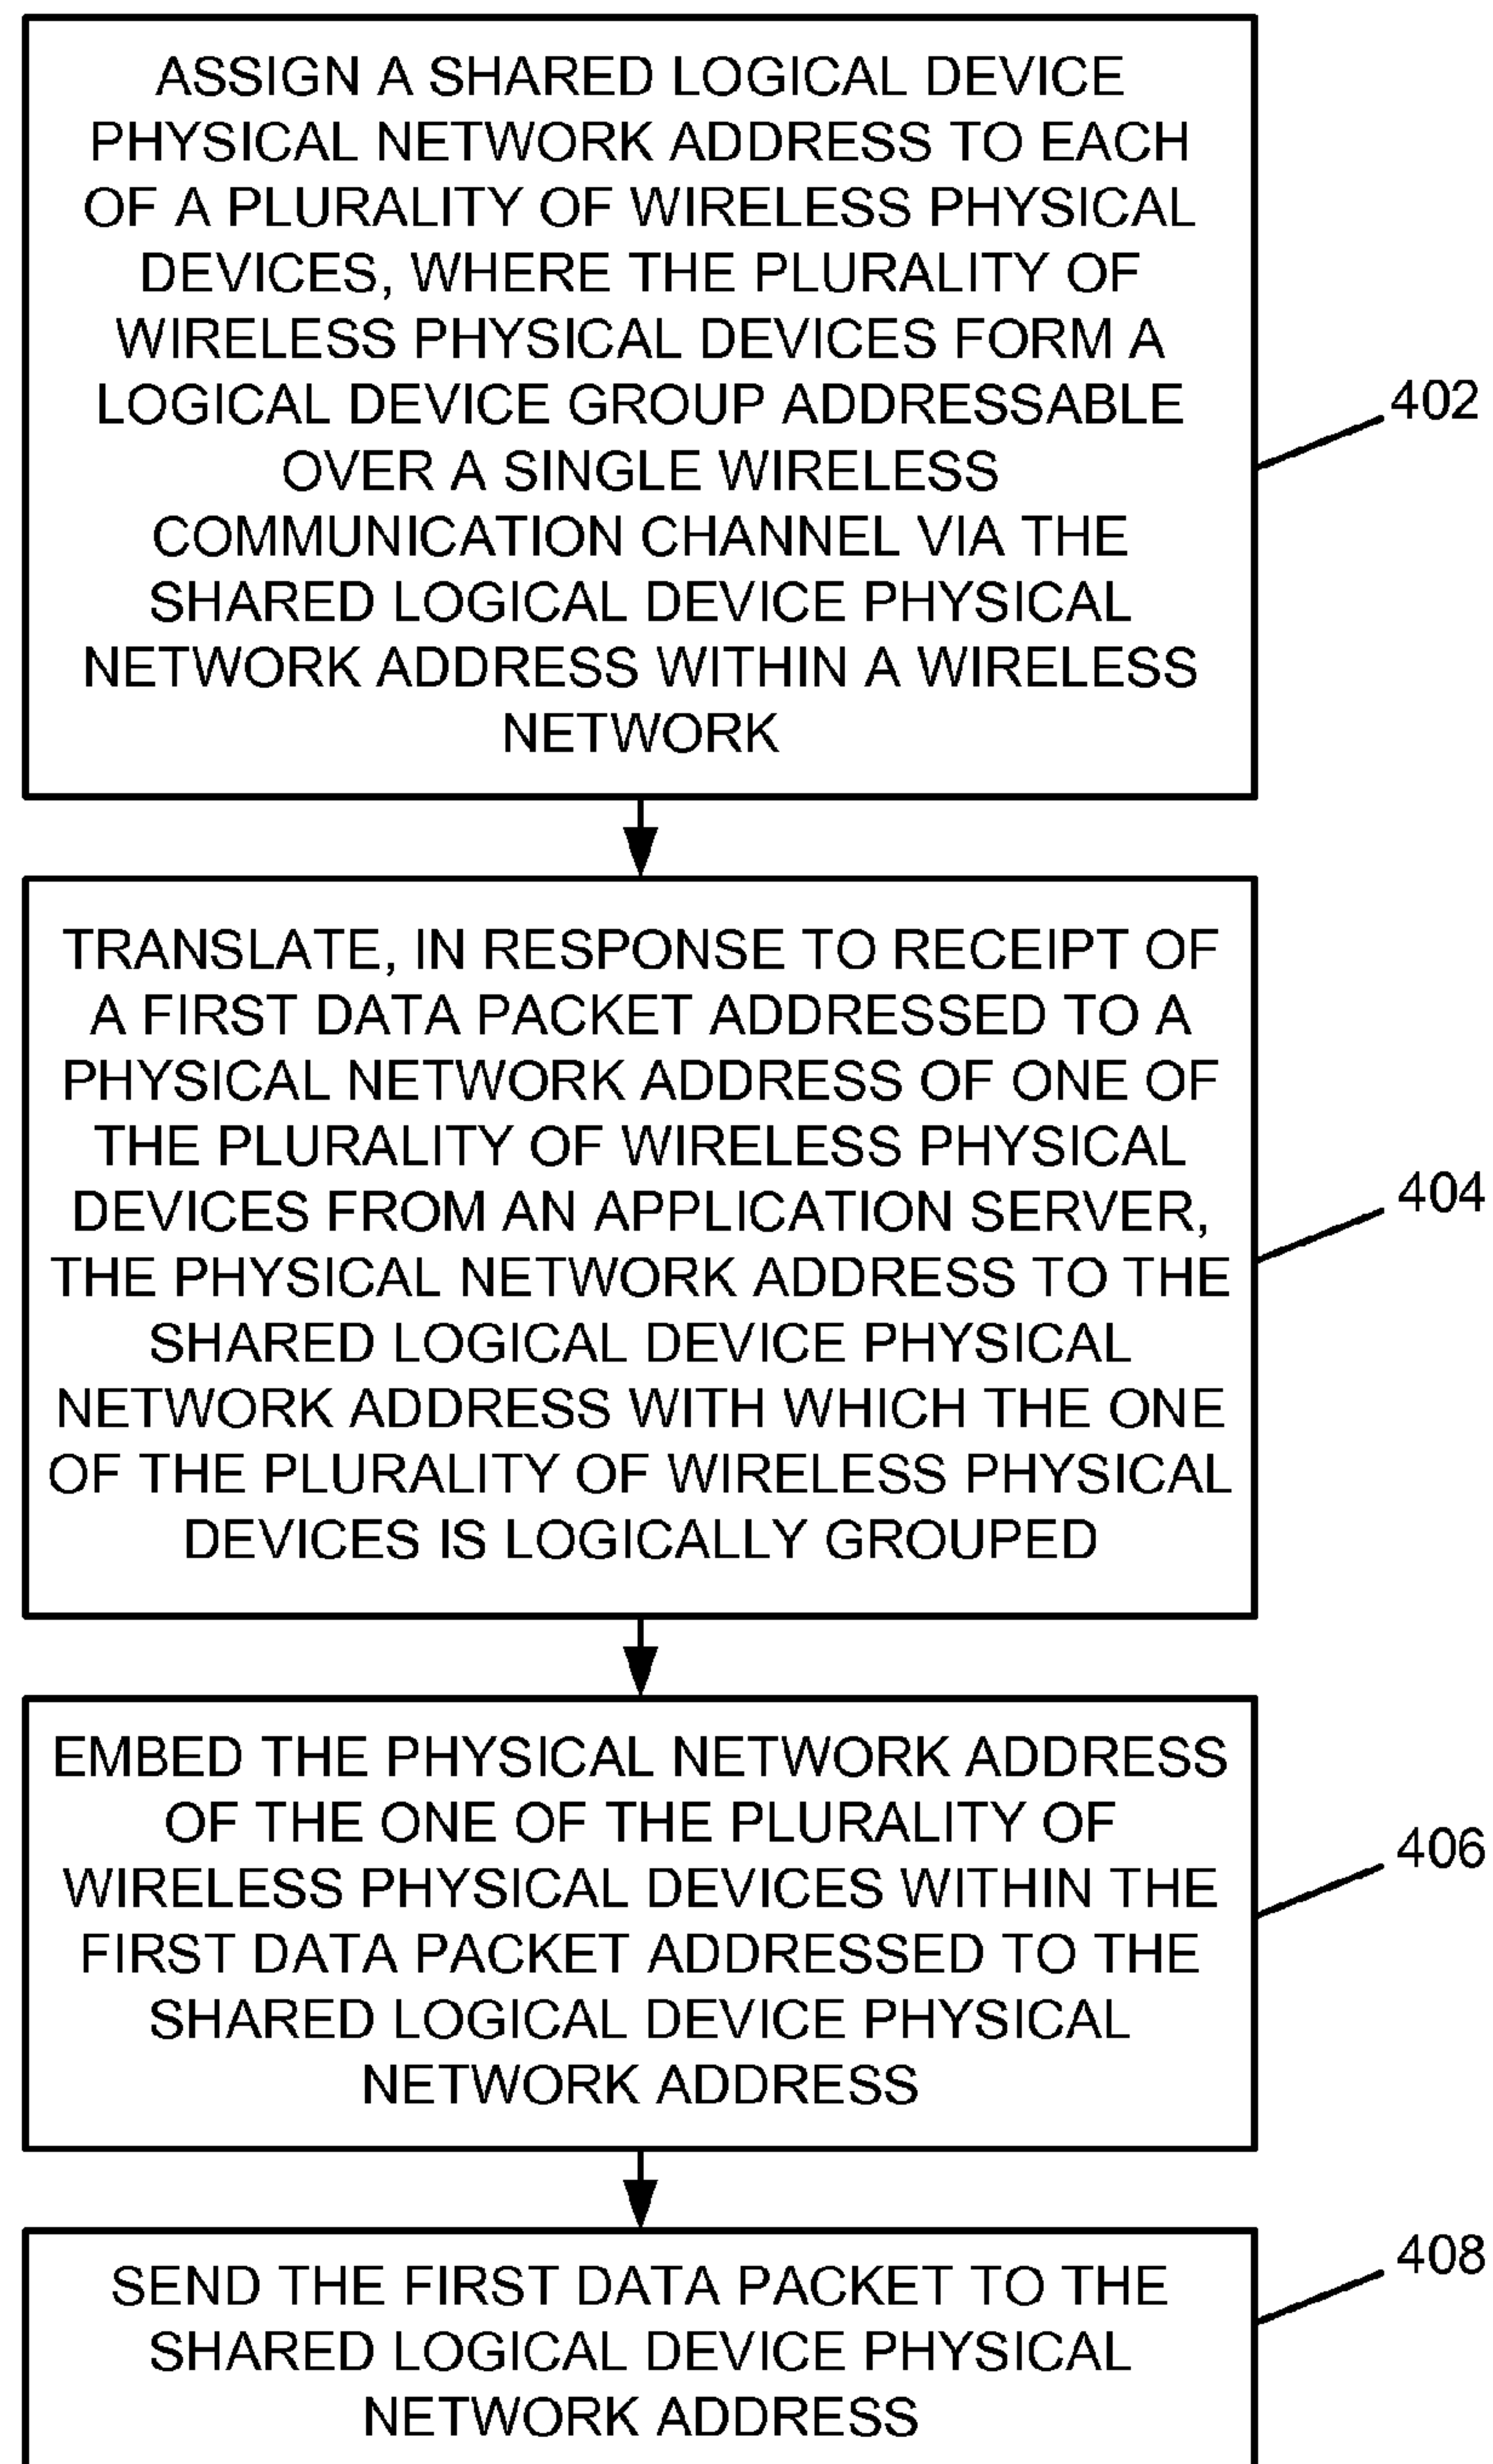 ASSIGN A SHARED LOGICAL DEVICE
PHYSICAL NETWORK ADDRESS TO EACH
OF A PLURALITY OF WIRELESS PHYSICAL
DEVICES, WHERE THE PLURALITY OF
WIRELESS PHYSICAL DEVICES FORM A
LOGICAL DEVICE GROUP ADDRESSABLE
OVER A SINGLE WIRELESS
COMMUNICATION CHANNEL VIA THE
SHARED LOGICAL DEVICE PHYSICAL
NETWORK ADDRESS WITHIN A WIRELESS
NETWORK
402
TRANSLATE, IN RESPONSE TO RECEIPT OF
A FIRST DATA PACKET ADDRESSED TO A
PHYSICAL NETWORK ADDRESS OF ONE OF
THE PLURALITY OF WIRELESS PHYSICAL
DEVICES FROM AN APPLICATION SERVER,
THE PHYSICAL NETWORK ADDRESS TO THE
SHARED LOGICAL DEVICE PHYSICAL
NETWORK ADDRESS WITH WHICH THE ONE
OF THE PLURALITY OF WIRELESS PHYSICAL
DEVICES IS LOGICALLY GROUPED
404
EMBED THE PHYSICAL NETWORK ADDRESS
OF THE ONE OF THE PLURALITY OF
WIRELESS PHYSICAL DEVICES WITHIN THE
FIRST DATA PACKET ADDRESSED TO THE
SHARED LOGICAL DEVICE PHYSICAL
NETWORK ADDRESS
406
SEND THE FIRST DATA PACKET TO THE
SHARED LOGICAL DEVICE PHYSICAL
NETWORK ADDRESS
408